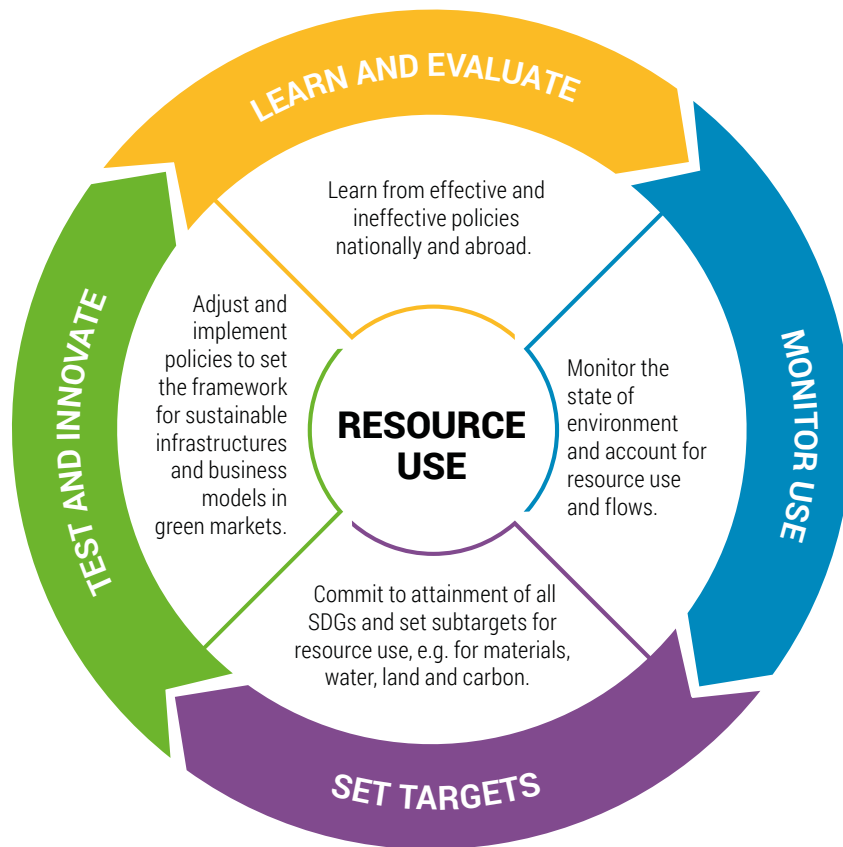 LEARN AND EVALUATE
Learn from effective and
ineffective policies
nationally and abroad.
MONITOR USE
Monitor the
state of
environment
and account for
resource use
and flows.
SET TARGETS
Commit to attainment of all
SDGs and set subtargets for
resource use, e.g. for materials,
water, land and carbon.
TEST AND INNOVATE
Adjust and
implement
policies to set
the framework
for sustainable
infrastructures
and business
models in
green markets.
RESOURCE
USE